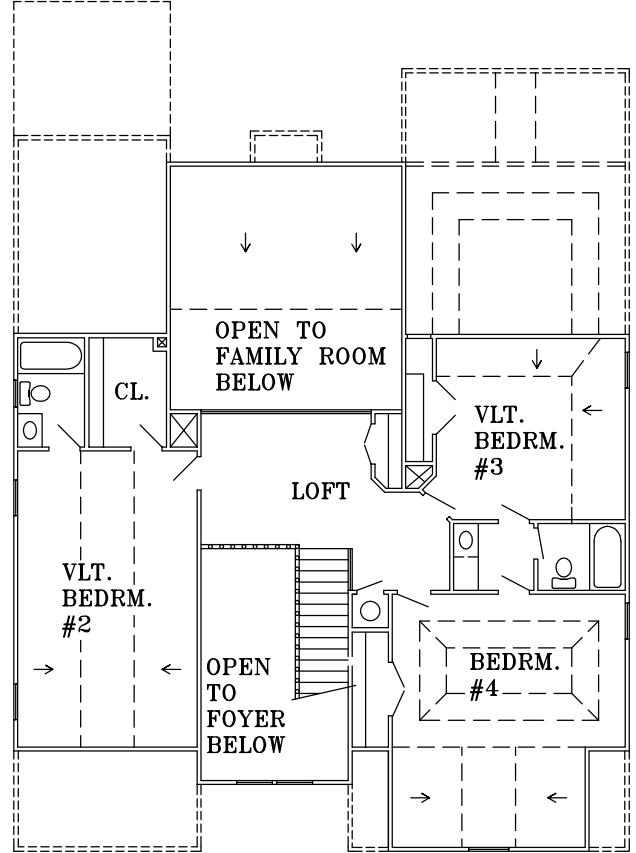 OPEN TO
FAMILY ROOM
BELOW
CL.
VLT.
BEDRM.
#3
LOFT
VLT.
BEDRM.
#2
OPEN
TO
FOYER
BELOW
BEDRM.
#4